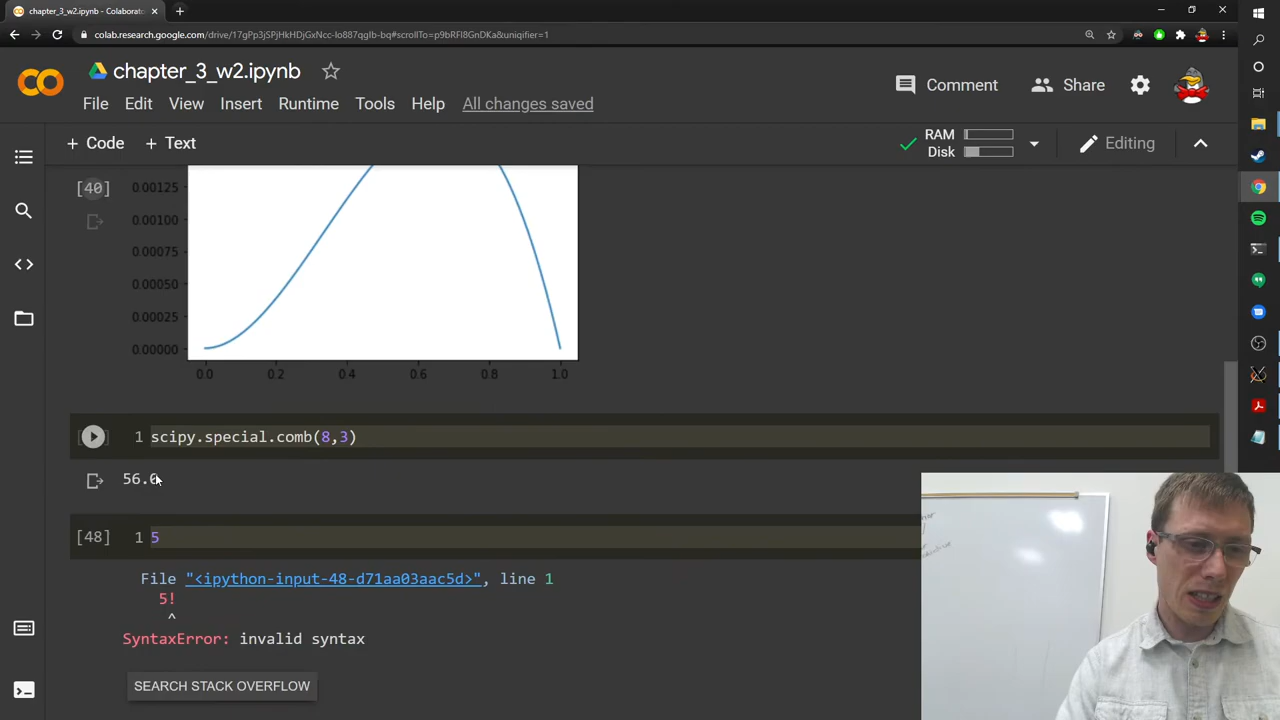 chapter_3_w2.ipynb - Colaborato
colab.research.google.com/drive/17gPp3jSPjHkHDjGxNcc-Io887qgIb-bq#scrollTo=p9bRFI8GnDKa&uniqifier=1
chapter_3_w2.ipynb
File Edit View Insert Runtime Tools Help All changes saved
Comment Share
+ Code + Text
RAM
Disk
Editing
[40]
0.00125
0.00100
0.00075
0.00050
0.00025
0.00000
0.0 0.2 0.4 0.6 0.8 1.0
1 scipy.special.comb(8,3)
56.0
[48] 1 5
File "<ipython-input-48-d71aa03aac5d>", line 1
5!
^
SyntaxError: invalid syntax
SEARCH STACK OVERFLOW